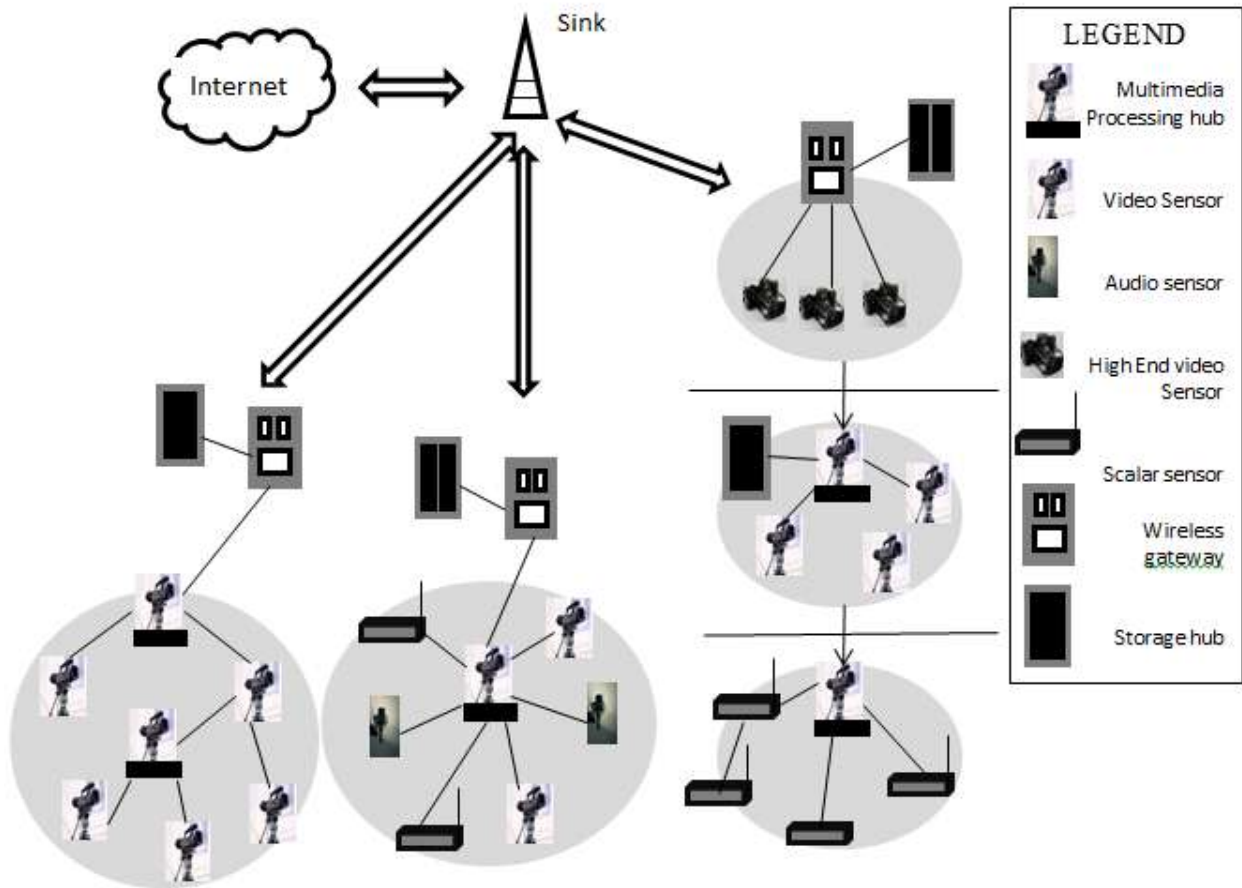 Sink
Internet
LEGEND
Multimedia
Processing hub
Video Sensor
Audio sensor
High End video
Sensor
Scalar sensor
Wireless
gateway
Storage hub